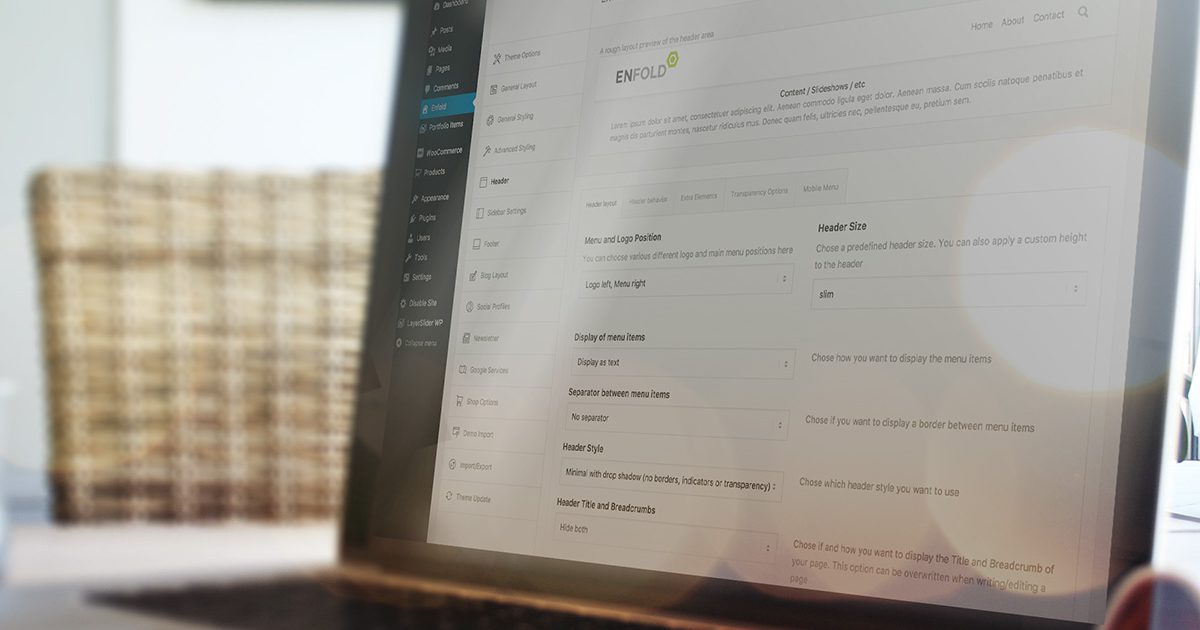 Dashboard
Posts
Media
Pages
Comments
Enfold
Portfolio Items
WooCommerce
Products
Appearance
Plugins
Users
Tools
Settings
Disable Site
LayerSlider WP
Collapse menu
Theme Options
General Layout
General Styling
Advanced Styling
Header
Sidebar Settings
Footer
Blog Layout
Social Profiles
Newsletter
Google Services
Shop Options
Demo Import
Import/Export
Theme Update
A rough layout preview of the header area
Home About Contact
ENFOLD
Content / Slideshows / etc
Lorem ipsum dolor sit amet, consectetuer adipiscing elit. Aenean commodo ligula eget dolor. Aenean massa. Cum sociis natoque penatibus et
magnis dis parturient montes, nascetur ridiculus mus. Donec quam felis, ultricies nec, pellentesque eu, pretium sem.
Header layout Header behavior Extra Elements Transparency Options Mobile Menu
Menu and Logo Position
You can choose various different logo and main menu positions here
Logo left, Menu right
Header Size
Chose a predefined header size. You can also apply a custom height
to the header
slim
Display of menu items
Display as text
Chose how you want to display the menu items
Separator between menu items
No separator
Chose if you want to display a border between menu items
Header Style
Minimal with drop shadow (no borders, indicators or transparency)
Chose which header style you want to use
Header Title and Breadcrumbs
Hide both
Chose if and how you want to display the Title and Breadcrumb of
your page. This option can be overwritten when writing/editing a
page